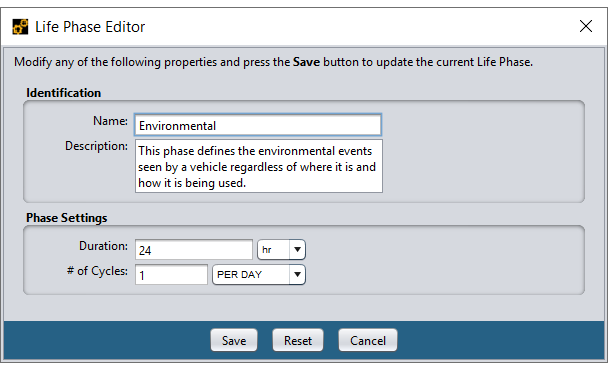 Life Phase Editor
Modify any of the following properties and press the Save button to update the current Life Phase.
Identification
Name: Environmental
Description: This phase defines the environmental events
seen by a vehicle regardless of where it is and
how it is being used.
Phase Settings
Duration: 24 hr
# of Cycles: 1 PER DAY
Save Reset Cancel